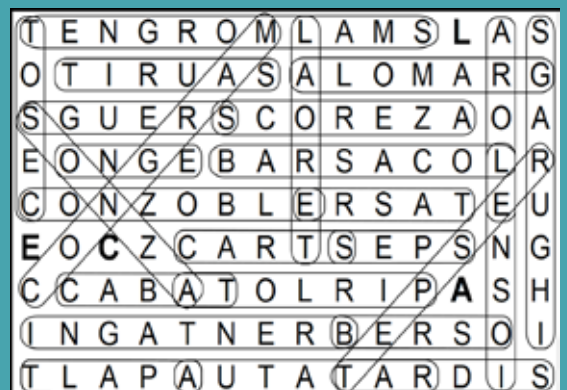 T E N G R O M L A M S L A S
O T I R U A S A L O M A R G
S G U E R S C O R E Z A O A
E O N G E B A R S A C O L R
C O N Z O B L E R S A T E U
E O C Z C A R T S E P S N G
C C A B A T O L R I P A S H
I N G A T N E R B E R S O I
T L A P A U T A T A R D I S